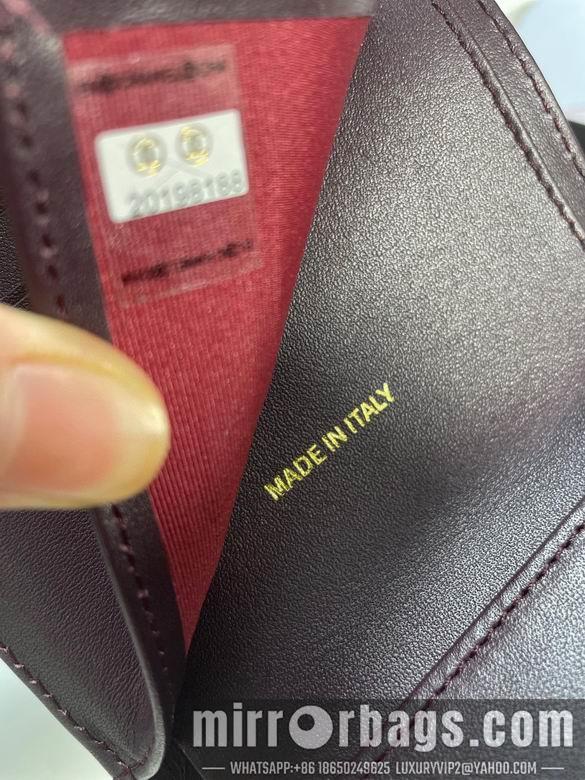 20198188
MADE IN ITALY
mirrorbags.com
WHATSAPP:+86 18650249625 LUXURYVIP2@YAHOO.COM